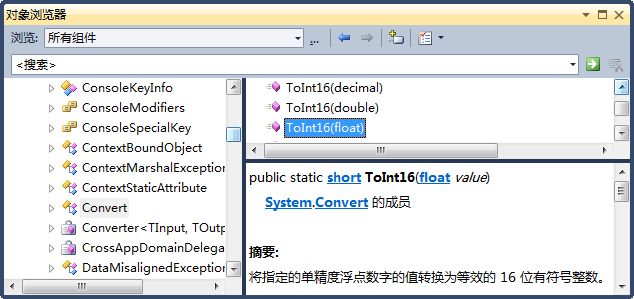 对象浏览器
浏览: 所有组件
...
<搜索>
ConsoleKeyInfo
ConsoleModifiers
ConsoleSpecialKey
ContextBoundObject
ContextMarshalException
ContextStaticAttribute
Convert
Converter<TInput, TOutp
CrossAppDomainDelega
DataMisalignedException
ToInt16(decimal)
ToInt16(double)
ToInt16(float)
public static short ToInt16(float value)
System.Convert 的成员
摘要:
将指定的单精度浮点数字的值转换为等效的 16 位有符号整数。